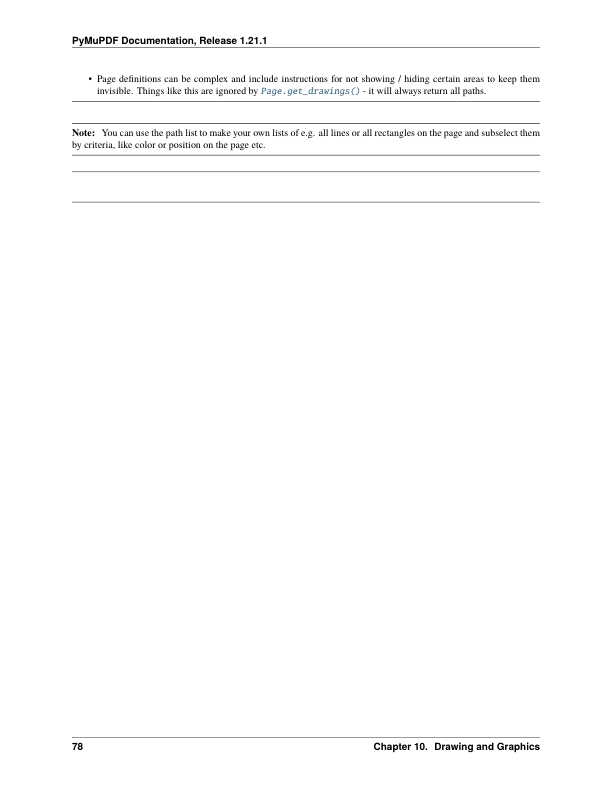 PyMuPDF Documentation, Release 1.21.1
• Page definitions can be complex and include instructions for not showing / hiding certain areas to keep them
invisible. Things like this are ignored by Page.get_drawings() - it will always return all paths.
Note: You can use the path list to make your own lists of e.g. all lines or all rectangles on the page and subselect them
by criteria, like color or position on the page etc.
78 Chapter 10. Drawing and Graphics